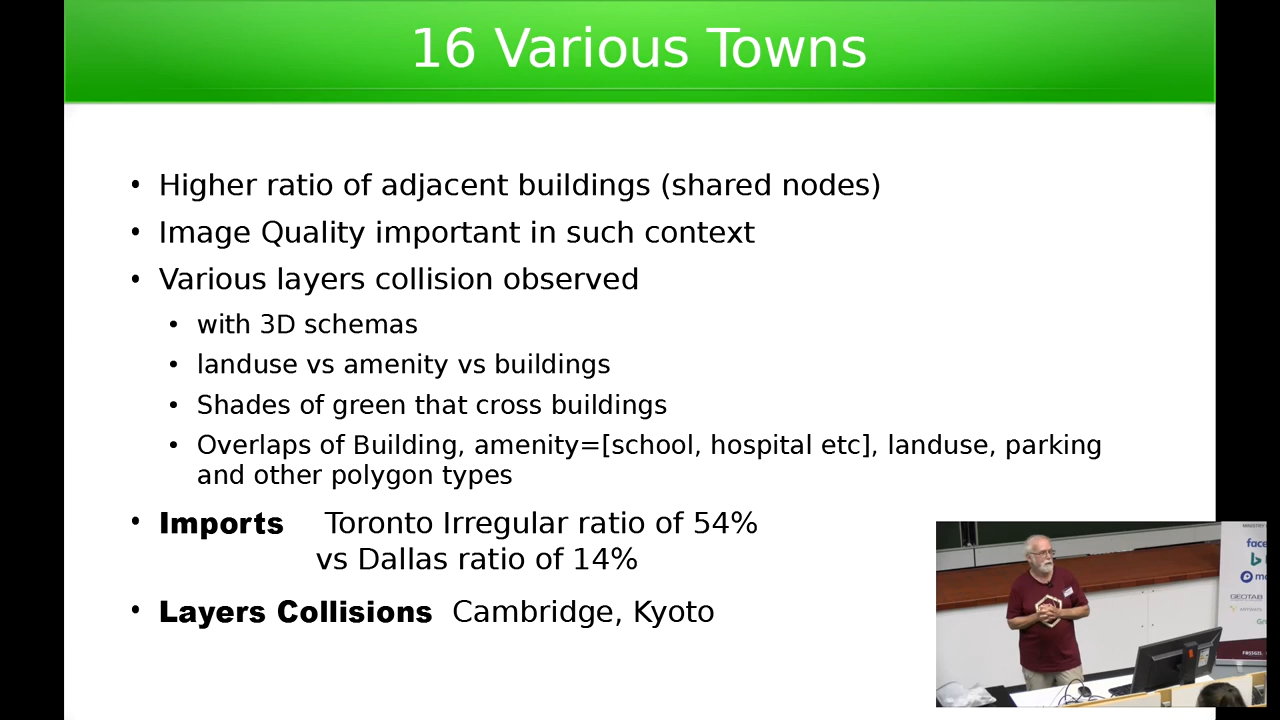 16 Various Towns
• Higher ratio of adjacent buildings (shared nodes)
• Image Quality important in such context
• Various layers collision observed
• with 3D schemas
• landuse vs amenity vs buildings
• Shades of green that cross buildings
• Overlaps of Building, amenity=[school, hospital etc], landuse, parking
and other polygon types
• Imports Toronto Irregular ratio of 54%
vs Dallas ratio of 14%
• Layers Collisions Cambridge, Kyoto
GEOTAB